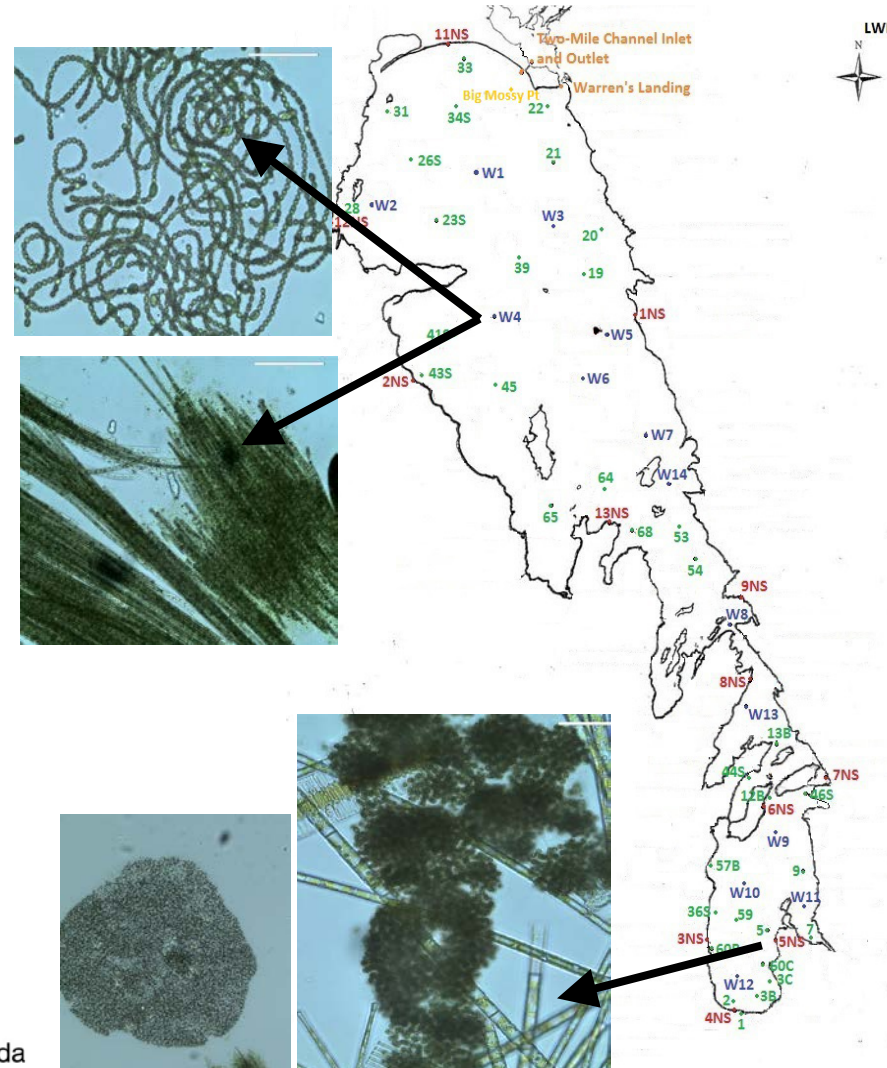 LW
N
11NS
Two-Mile Channel Inlet
and Outlet
33
Warren's Landing
Big Mossy Pt
31
34S
22
26S
21
W1
28
W2
12NS
23S
W3
20
39
19
W4
1NS
41S
W5
43S
2NS
45
W6
W7
64
W14
65
13NS
68
53
54
9NS
W8
8NS
W13
13B
44S
7NS
12B
46S
6NS
W9
57B
9
W10
W11
36S
59
5
7
3NS
5NS
60B
60C
3C
W12
2
3B
4NS
1
da